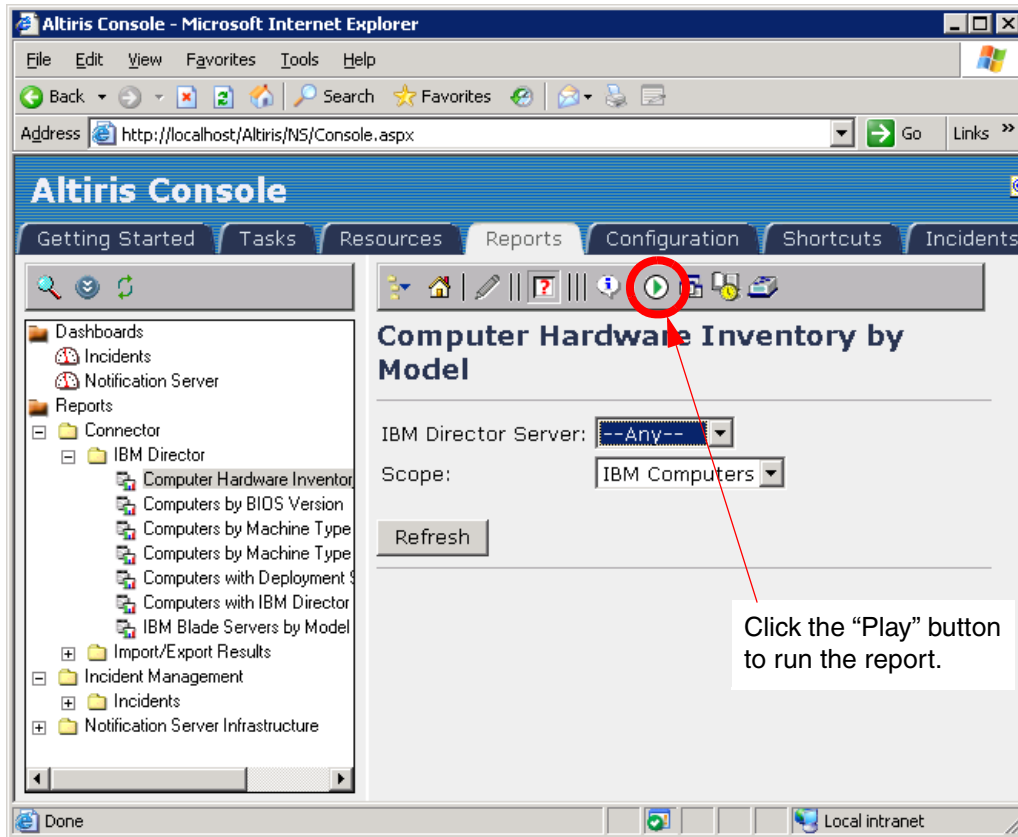 Altiris Console - Microsoft Internet Explorer
File Edit View Favorites Tools Help
Back Search Favorites
Address http://localhost/Altiris/NS/Console.aspx Go Links »
Altiris Console
Getting Started Tasks Resources Reports Configuration Shortcuts Incidents
Dashboards
Incidents
Notification Server
Reports
Connector
IBM Director
Computer Hardware Inventor
Computers by BIOS Version
Computers by Machine Type
Computers by Machine Type
Computers with Deployment S
Computers with IBM Director
IBM Blade Servers by Model
Import/Export Results
Incident Management
Incidents
Notification Server Infrastructure
Computer Hardware Inventory by
Model
IBM Director Server: --Any--
Scope: IBM Computers
Refresh
Click the “Play” button
to run the report.
Done Local intranet